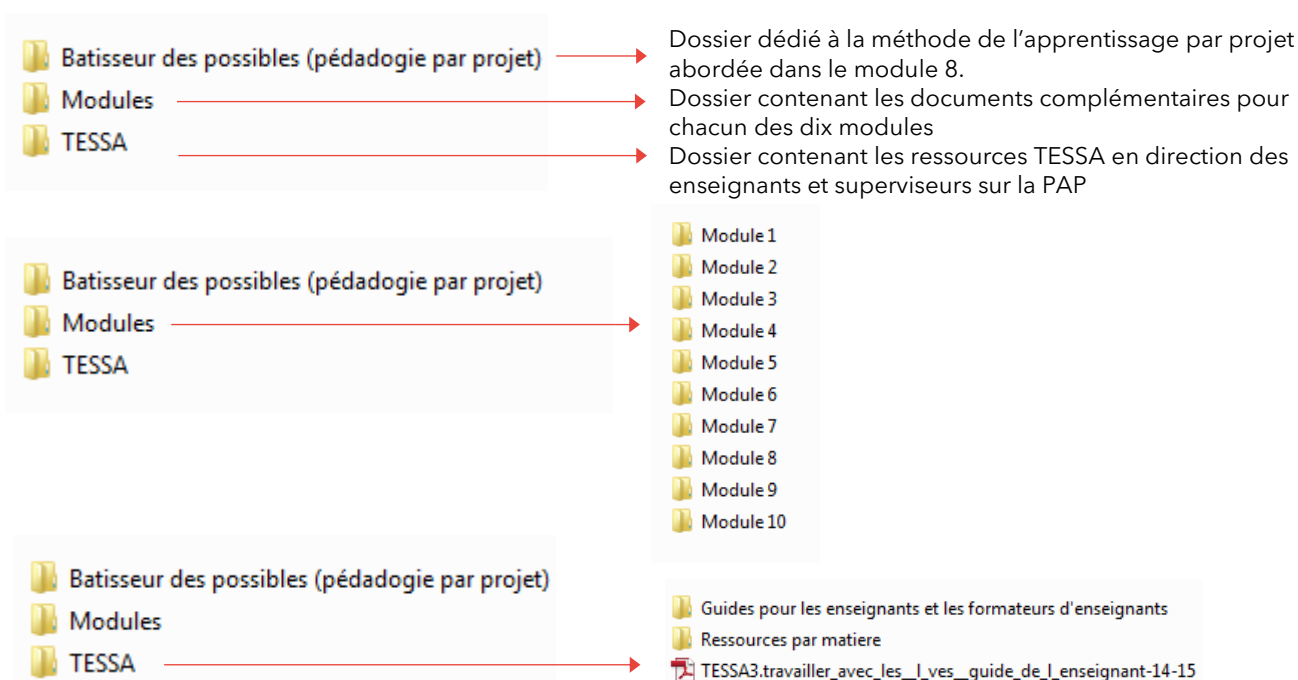 Batisseur des possibles (pédadogie par projet)
Modules
TESSA
Dossier dédié à la méthode de l'apprentissage par projet
abordée dans le module 8.
Dossier contenant les documents complémentaires pour
chacun des dix modules
Dossier contenant les ressources TESSA en direction des
enseignants et superviseurs sur la PAP
Batisseur des possibles (pédadogie par projet)
Modules
TESSA
Module 1
Module 2
Module 3
Module 4
Module 5
Module 6
Module 7
Module 8
Module 9
Module 10
Batisseur des possibles (pédadogie par projet)
Modules
TESSA
Guides pour les enseignants et les formateurs d'enseignants
Ressources par matiere
TESSA3.travailler_avec_les__l_ves__guide_de_l_enseignant-14-15